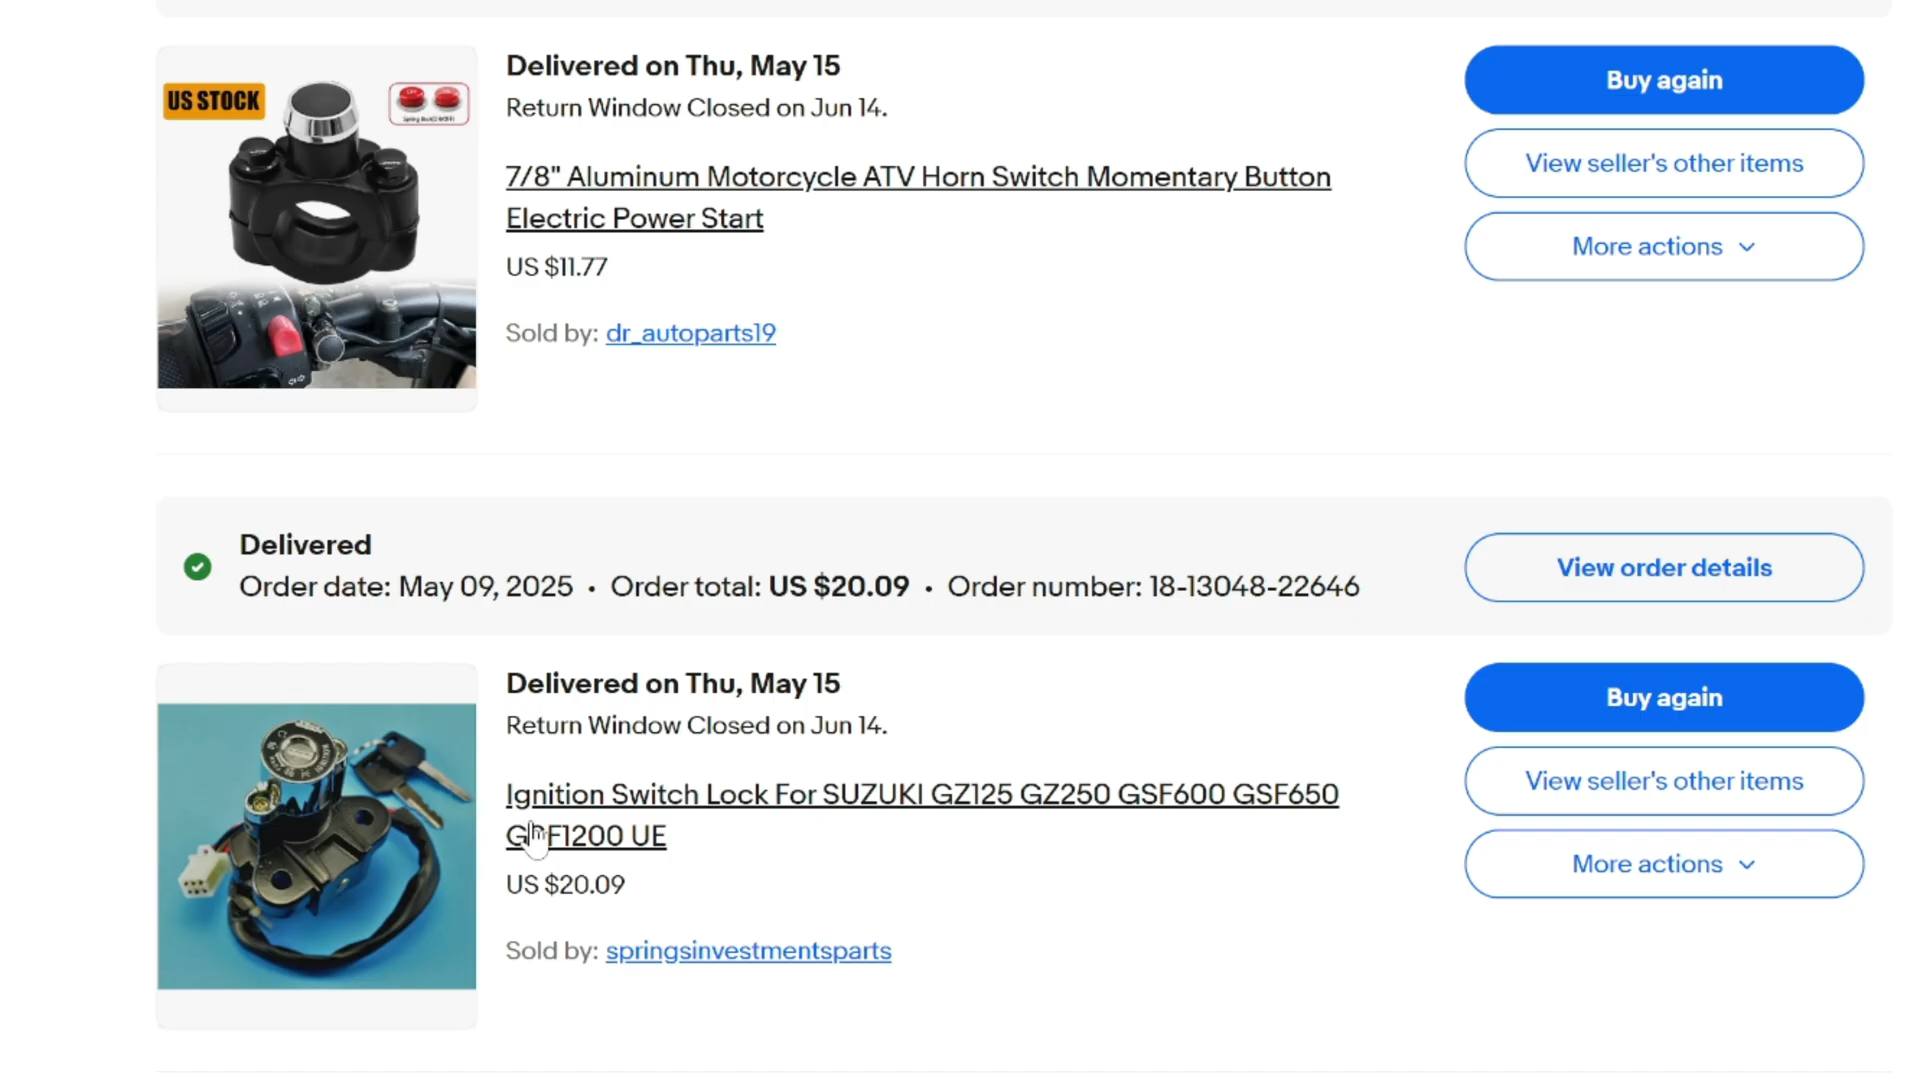 Delivered on Thu, May 15
Return Window Closed on Jun 14.
US STOCK
7/8" Aluminum Motorcycle ATV Horn Switch Momentary Button
Electric Power Start
US $11.77
Sold by: dr_autoparts19
Buy again
View seller's other items
More actions
Delivered
Order date: May 09, 2025 • Order total: US $20.09 • Order number: 18-13048-22646
View order details
Delivered on Thu, May 15
Return Window Closed on Jun 14.
Ignition Switch Lock For SUZUKI GZ125 GZ250 GSF600 GSF650
UE
US $20.09
Sold by: springsinvestmentsparts
Buy again
View seller's other items
More actions